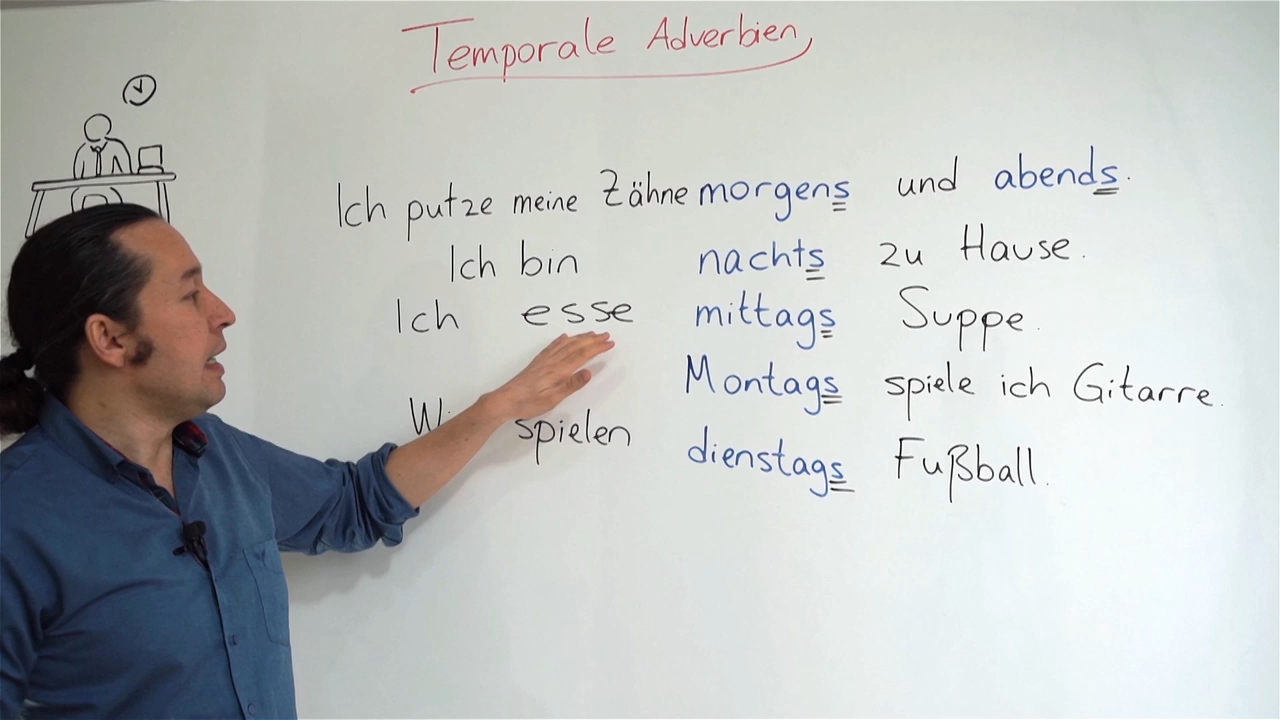 Temporale Adverbien
Ich putze meine Zähne morgens und abends.
Ich bin nachts zu Hause.
Ich esse mittags Suppe.
Montags spiele ich Gitarre.
spielen dienstags Fußball.